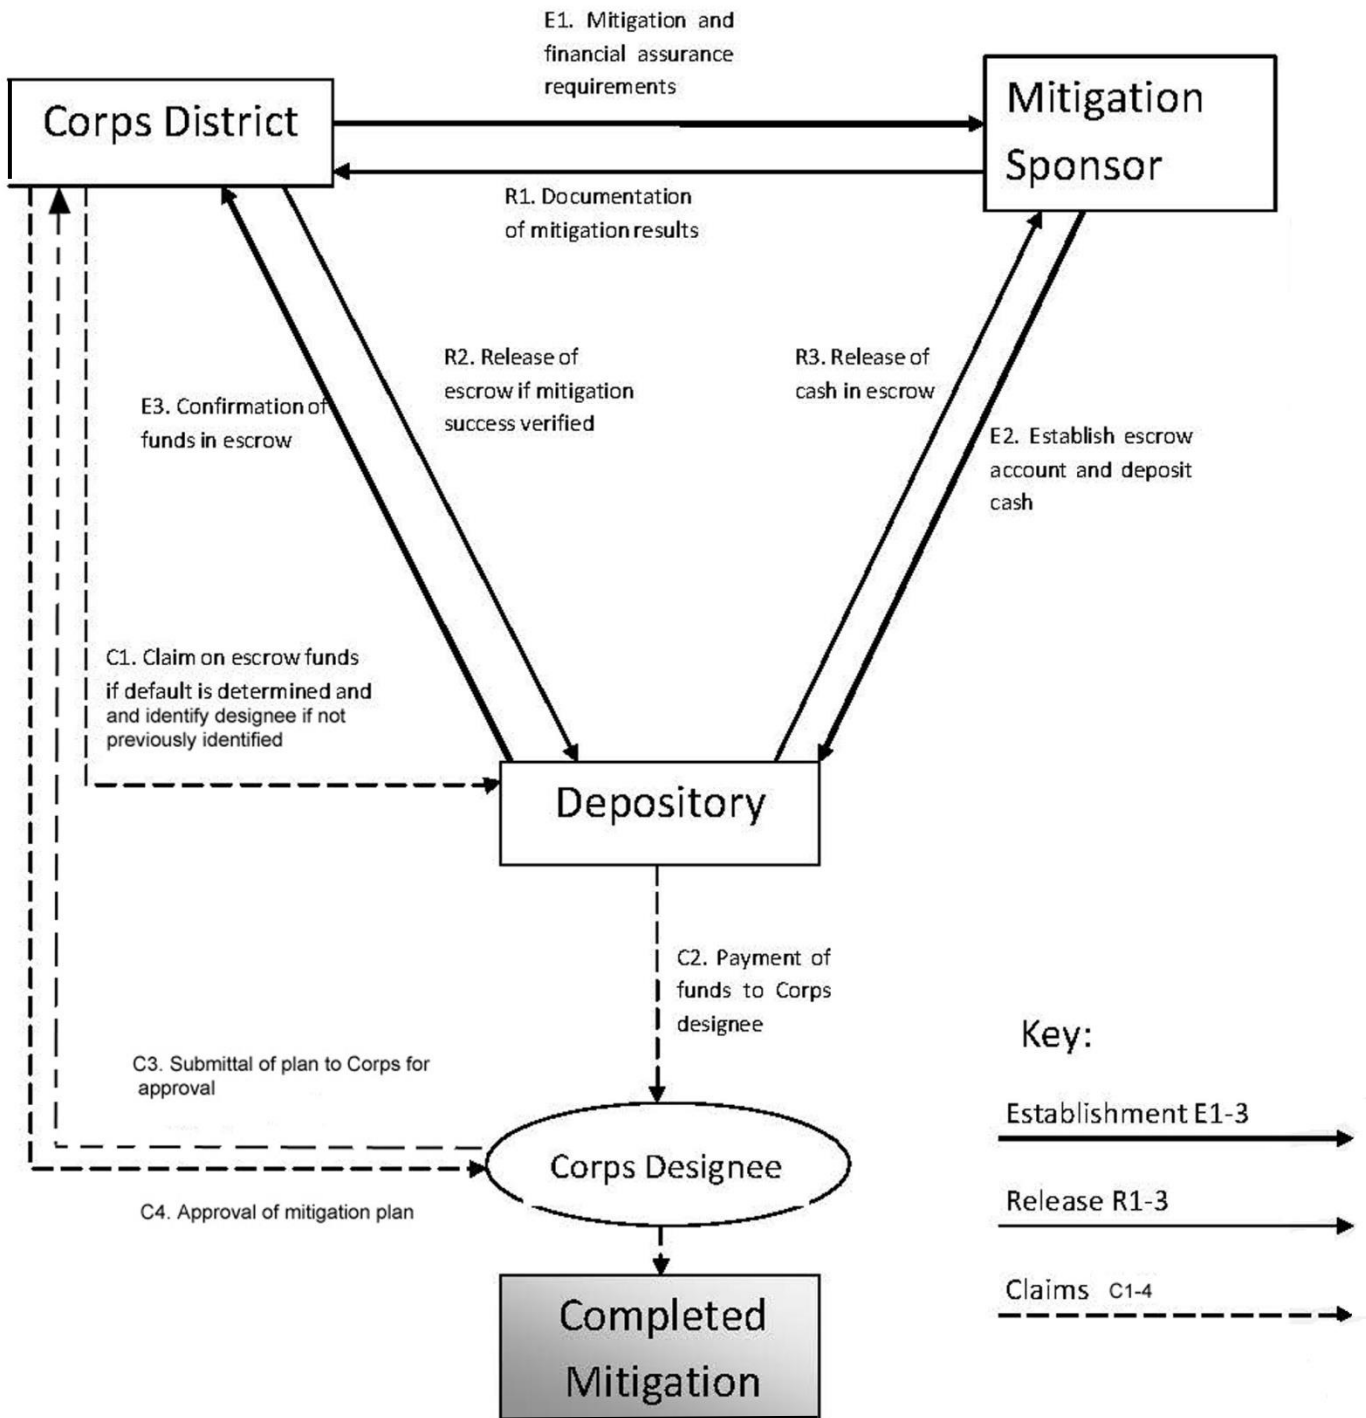 E1. Mitigation and
financial assurance
requirements
Corps District
Mitigation
Sponsor
R1. Documentation
of mitigation results
R2. Release of
escrow if mitigation
success verified
R3. Release of
cash in escrow
E3. Confirmation of
funds in escrow
E2. Establish escrow
account and deposit
cash
C1. Claim on escrow funds
if default is determined and
and identify designee if not
previously identified
Depository
C2. Payment of
funds to Corps
designee
C3. Submittal of plan to Corps for
approval
Corps Designee
C4. Approval of mitigation plan
Completed
Mitigation
Key:
Establishment E1-3
Release R1-3
Claims C1-4